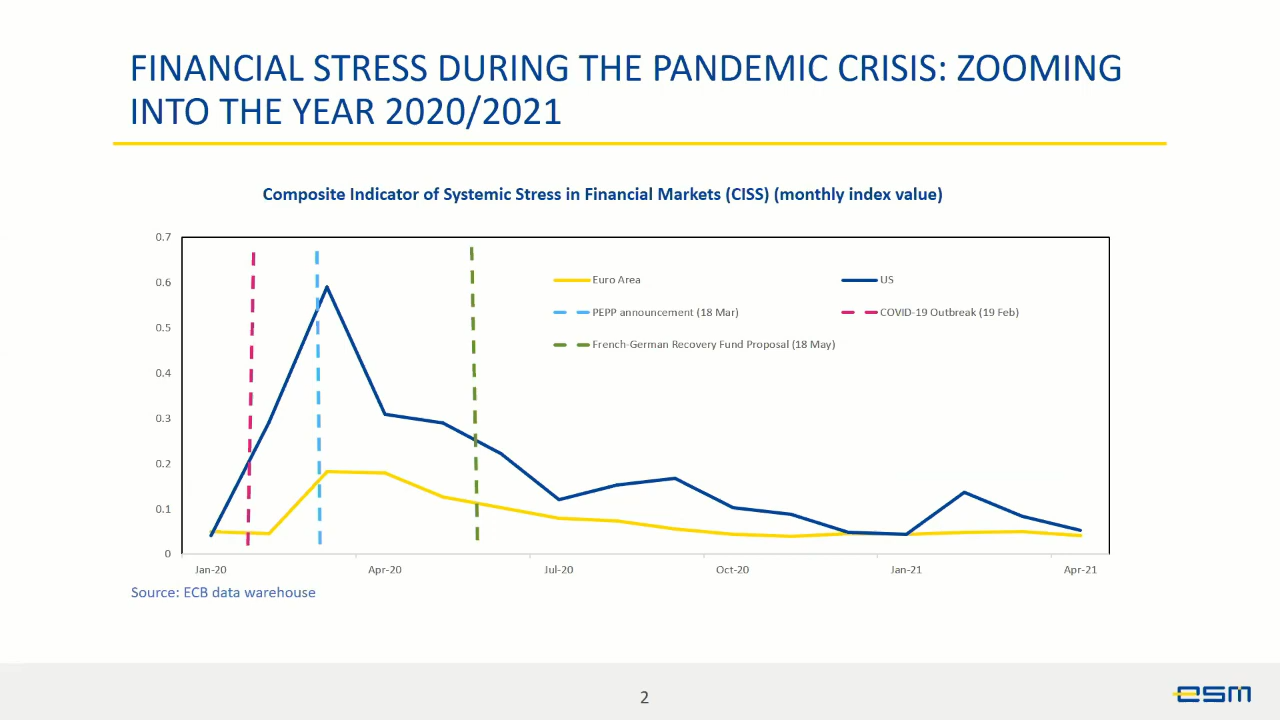 FINANCIAL STRESS DURING THE PANDEMIC CRISIS: ZOOMING
INTO THE YEAR 2020/2021
Composite Indicator of Systemic Stress in Financial Markets (CISS) (monthly index value)
0.7
0.6
0.5
0.4
0.3
0.2
0.1
0
Euro Area
US
PEPP announcement (18 Mar)
COVID-19 Outbreak (19 Feb)
French-German Recovery Fund Proposal (18 May)
Jan-20
Apr-20
Jul-20
Oct-20
Jan-21
Apr-21
Source: ECB data warehouse
2
esm